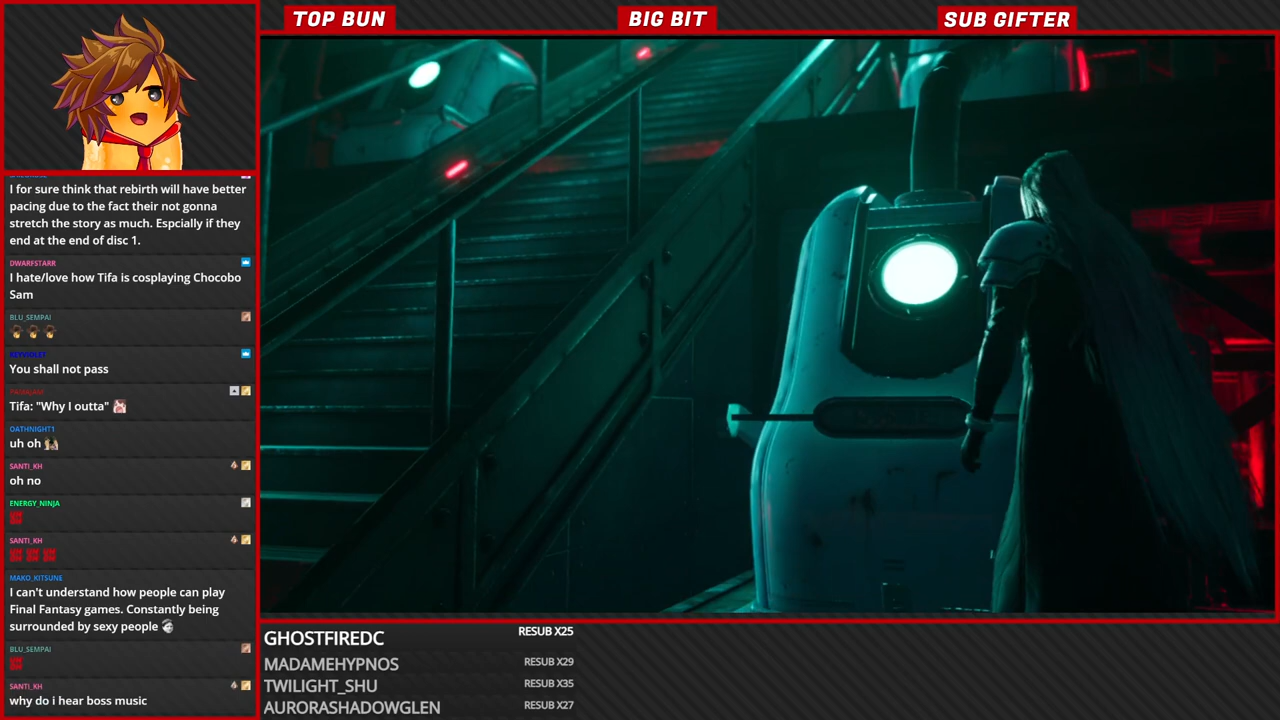 TOP BUN
BIG BIT
SUB GIFTER
I for sure think that rebirth will have better
pacing due to the fact their not gonna
stretch the story as much. Espcially if they
end at the end of disc 1.
DWARFSTARR
I hate/love how Tifa is cosplaying Chocobo
Sam
BLU_SEMPAI
You shall not pass
Tifa: "Why I outta"
OATHNIGHT1
uh oh
SANTI_KH
oh no
ENERGY_NINJA
SANTI_KH
MAKO_KITSUNE
I can't understand how people can play
Final Fantasy games. Constantly being
surrounded by sexy people
BLU_SEMPAI
SANTI_KH
why do i hear boss music
GHOSTFIREDC RESUB X25
MADAMEHYPNOS RESUB X29
TWILIGHT_SHU RESUB X35
AURORASHADOWGLEN RESUB X27